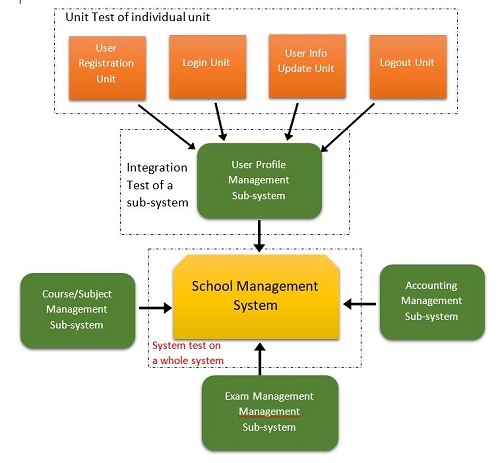 Unit Test of individual unit
User
Registration
Unit
Login Unit
User Info
Update Unit
Logout Unit
Integration
Test of a
sub-system
User Profile
Management
Sub-system
School Management
System
Course/Subject
Management
Sub-system
Accounting
Management
Sub-system
System test on
a whole system
Exam Management
Management
Sub-system